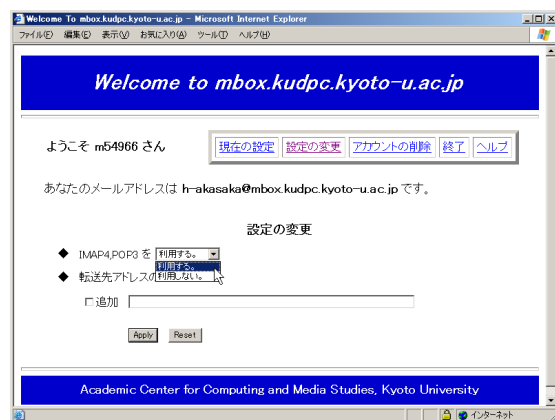 Welcome To mbox.kudpc.kyoto-u.ac.jp - Microsoft Internet Explorer
ファイル(F) 編集(E) 表示(V) お気に入り(A) ツール(T) ヘルプ(H)
Welcome to mbox.kudpc.kyoto-u.ac.jp
ようこそ m54966 さん
現在の設定 設定の変更 アカウントの削除 終了 ヘルプ
あなたのメールアドレスは h-akasaka@mbox.kudpc.kyoto-u.ac.jp です。
設定の変更
◆ IMAP4,POP3 を 利用する。
利用する。
◆ 転送先アドレスの 利用しない。
追加
Apply Reset
Academic Center for Computing and Media Studies, Kyoto University
インターネット